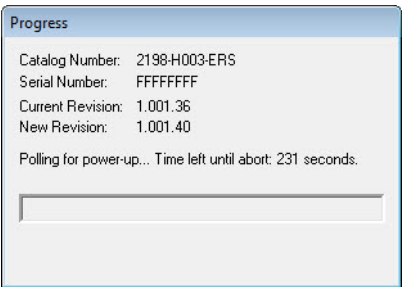 Progress
Catalog Number: 2198-H003-ERS
Serial Number: FFFFFFFF
Current Revision: 1.001.36
New Revision: 1.001.40
Polling for power-up... Time left until abort: 231 seconds.